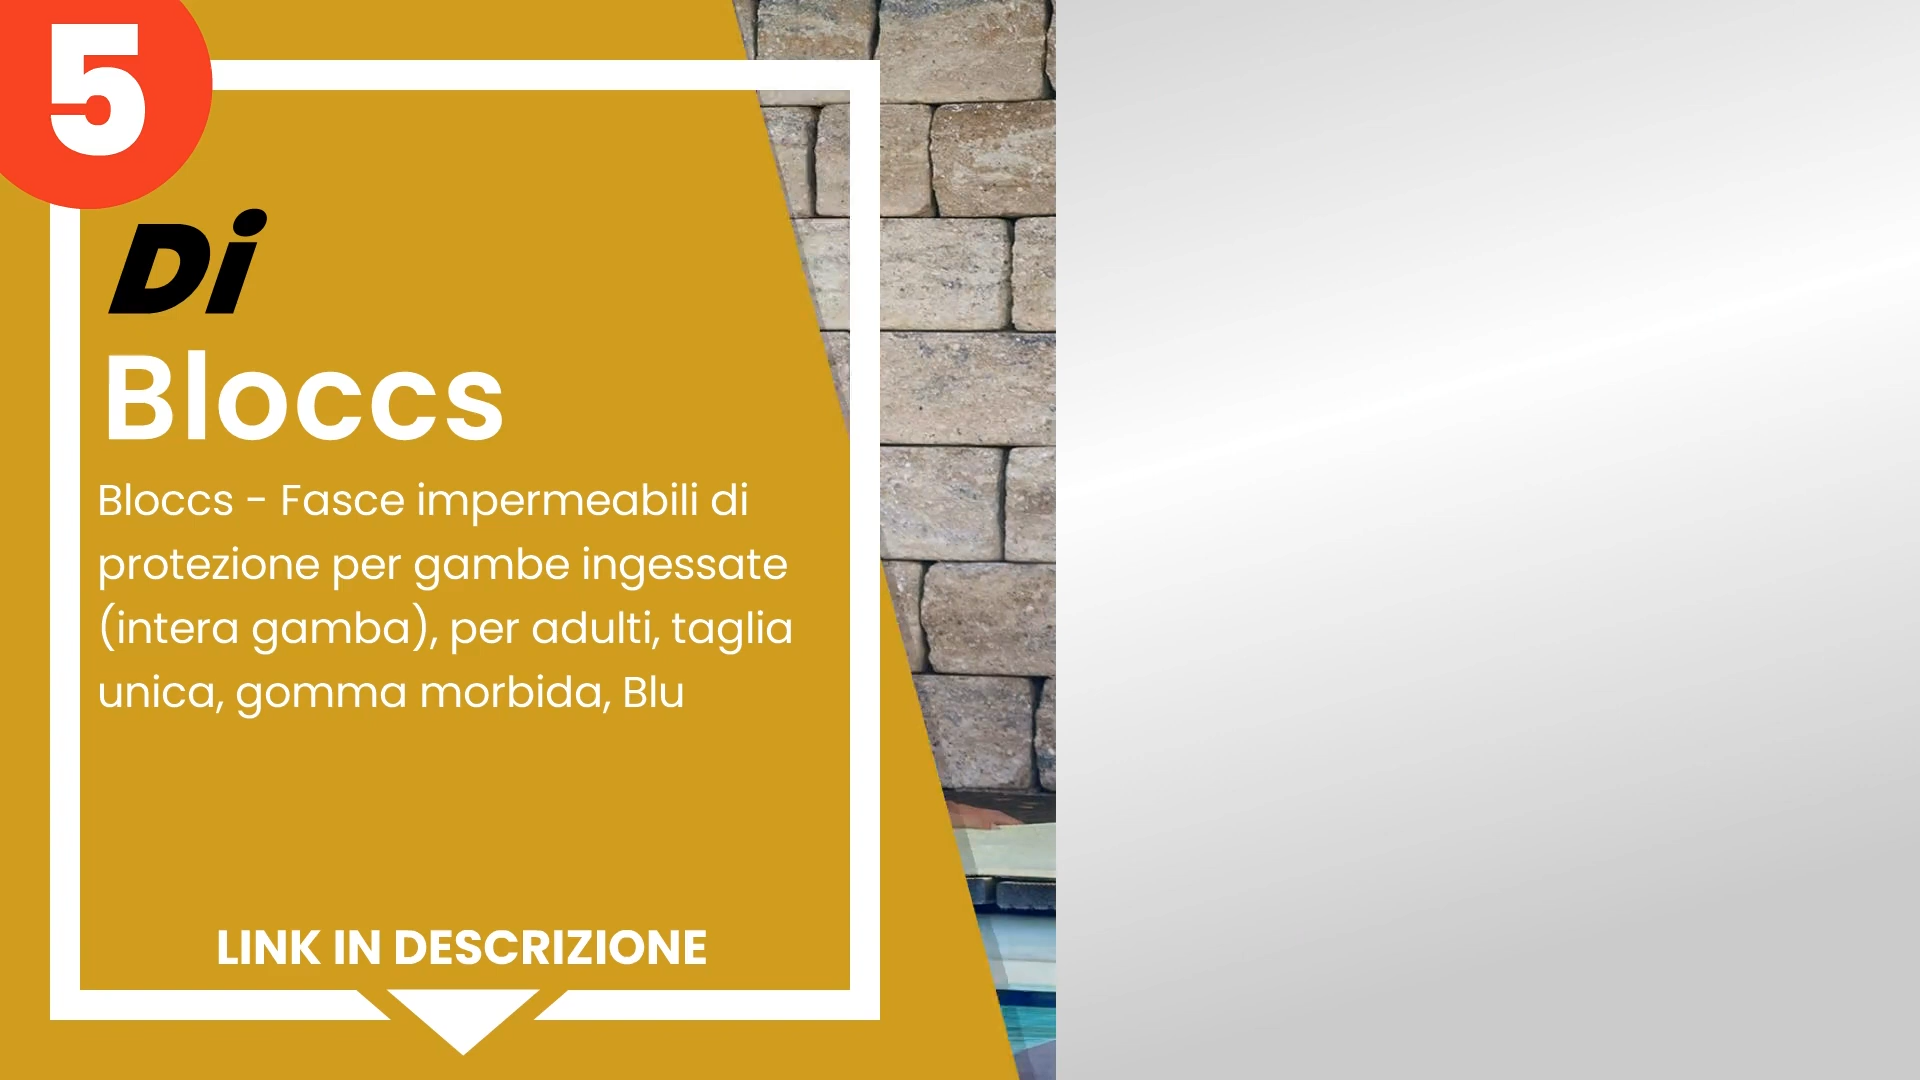 5
Di
Bloccs
Bloccs - Fasce impermeabili di
protezione per gambe ingessate
(intera gamba), per adulti, taglia
unica, gomma morbida, Blu
LINK IN DESCRIZIONE